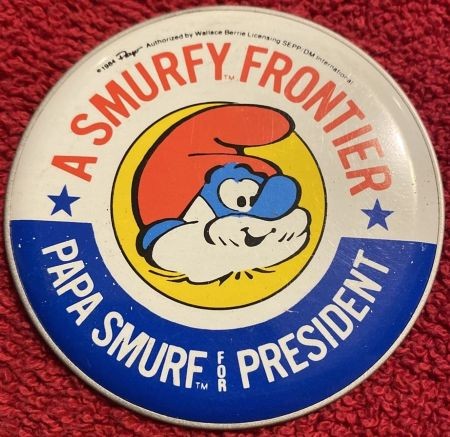 ©1984 Peyo Authorized by Wallace Berrie Licensing SEPP-DM International
A SMURFY™ FRONTIER
PAPA SMURF™ FOR PRESIDENT